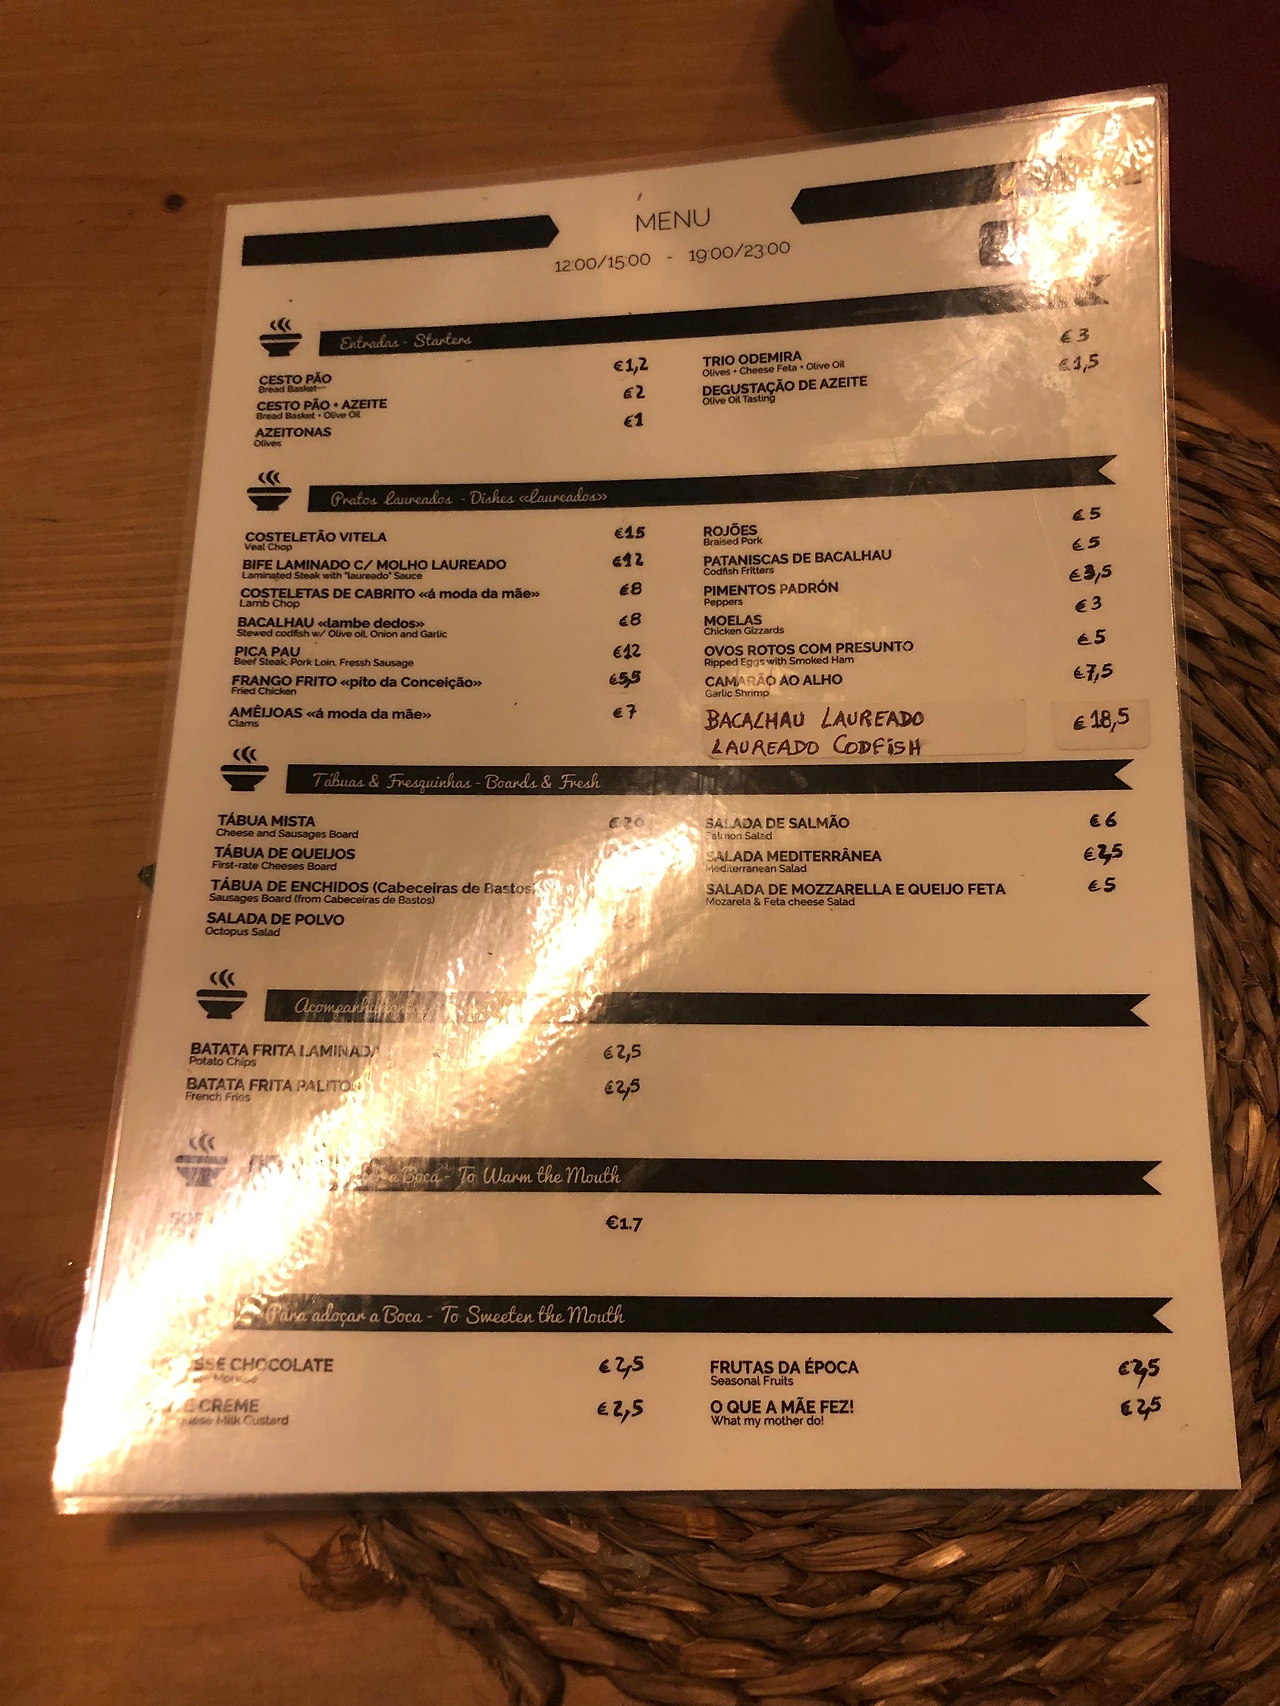 MENU
12:00/15:00 - 19:00/23:00
Entradas - Starters
CESTO PÃO €1,2
Bread Basket
CESTO PÃO + AZEITE €2
Bread Basket + Olive Oil
AZEITONAS €1
Olives
TRIO ODEMIRA €3
Olives + Cheese Feta + Olive Oil
DEGUSTAÇÃO DE AZEITE €1,5
Olive Oil Tasting
Pratos Laureados - Dishes «Laureados»
COSTELETÃO VITELA €15
Veal Chop
BIFE LAMINADO C/ MOLHO LAUREADO €12
Laminated Steak with "laureado" Sauce
COSTELETAS DE CABRITO «á moda da mãe» €8
Lamb Chop
BACALHAU «lambe dedos» €8
Stewed codfish w/ Olive oil, Onion and Garlic
PICA PAU €12
Beef Steak, Pork Loin, Fressh Sausage
FRANGO FRITO «pito da Conceição» €5,5
Fried Chicken
AMÊIJOAS «á moda da mãe» €7
Clams
ROJÕES €5
Braised Pork
PATANISCAS DE BACALHAU €5
Codfish Fritters
PIMENTOS PADRÓN €3,5
Peppers
MOELAS €3
Chicken Gizzards
OVOS ROTOS COM PRESUNTO €5
Ripped Eggs with Smoked Ham
CAMARÃO AO ALHO €7,5
Garlic Shrimp
BACALHAU LAUREADO €18,5
LAUREADO CODFISH
Tábuas & Fresquinhas - Boards & Fresh
TÁBUA MISTA €20
Cheese and Sausages Board
TÁBUA DE QUEIJOS
First-rate Cheeses Board
TÁBUA DE ENCHIDOS (Cabeceiras de Bastos)
Sausages Board (from Cabeceiras de Bastos)
SALADA DE POLVO
Octopus Salad
SALADA DE SALMÃO €6
Salmon Salad
SALADA MEDITERRÂNEA €2,5
Mediterranean Salad
SALADA DE MOZZARELLA E QUEIJO FETA €5
Mozarela & Feta cheese Salad
Acompanhamentos
BATATA FRITA LAMINADA €2,5
Potato Chips
BATATA FRITA PALITOS €2,5
French Fries
a Boca - To Warm the Mouth
€1.7
Para adoçar a Boca - To Sweeten the Mouth
CHOCOLATE €2,5
CREME €2,5
Milk Custard
FRUTAS DA ÉPOCA €2,5
Seasonal Fruits
O QUE A MÃE FEZ! €2,5
What my mother do!